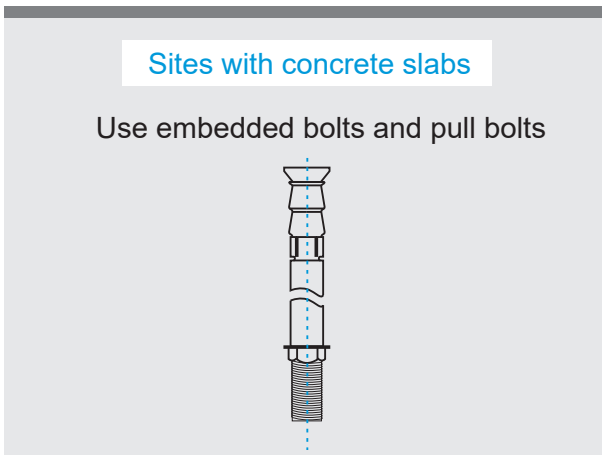 Sites with concrete slabs
Use embedded bolts and pull bolts